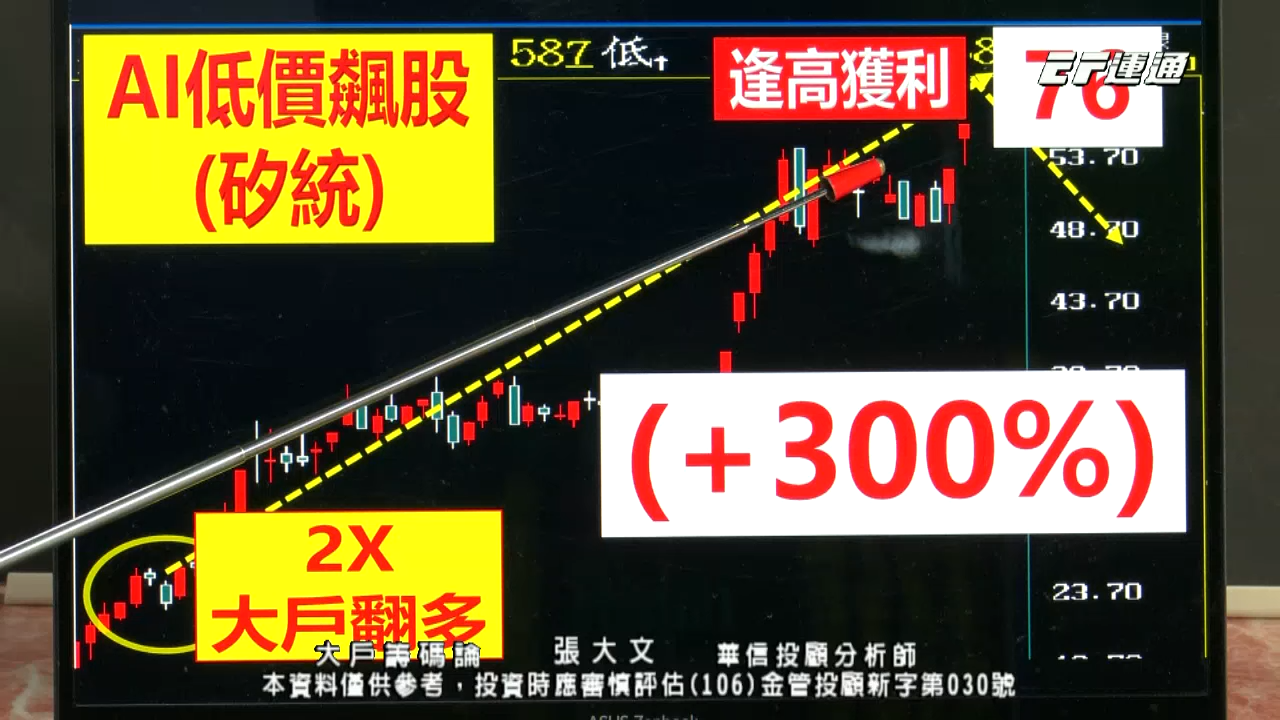 AI低價飆股
(矽統)
587 低↑
逢高獲利
76
EF運通
53.70
48.70
43.70
(+300%)
23.70
2X
大戶翻多
大戶籌碼論 張大文 華信投顧分析師
本資料僅供參考，投資時應審慎評估(106)金管投顧新字第030號